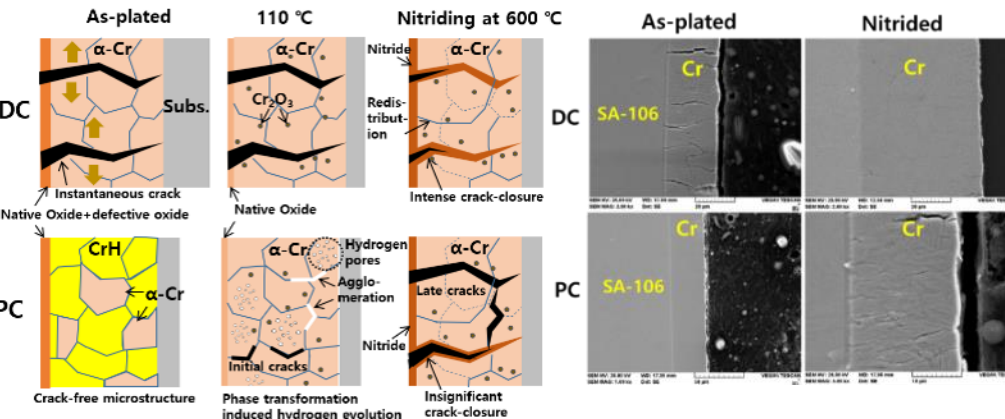 As-plated
110 ℃
Nitriding at 600 ℃
As-plated
Nitrided
DC
α-Cr
Subs.
Instantaneous crack
Native Oxide+defective oxide
α-Cr
Cr₂O₃
Native Oxide
Nitride
α-Cr
Redis-
tribut-
ion
Intense crack-closure
DC
Cr
SA-106
Cr
PC
CrH
α-Cr
Crack-free microstructure
α-Cr
Hydrogen
pores
Agglo-
meration
Initial cracks
Phase transformation
induced hydrogen evolution
α-Cr
Late cracks
Nitride
Insignificant
crack-closure
PC
Cr
SA-106
Cr